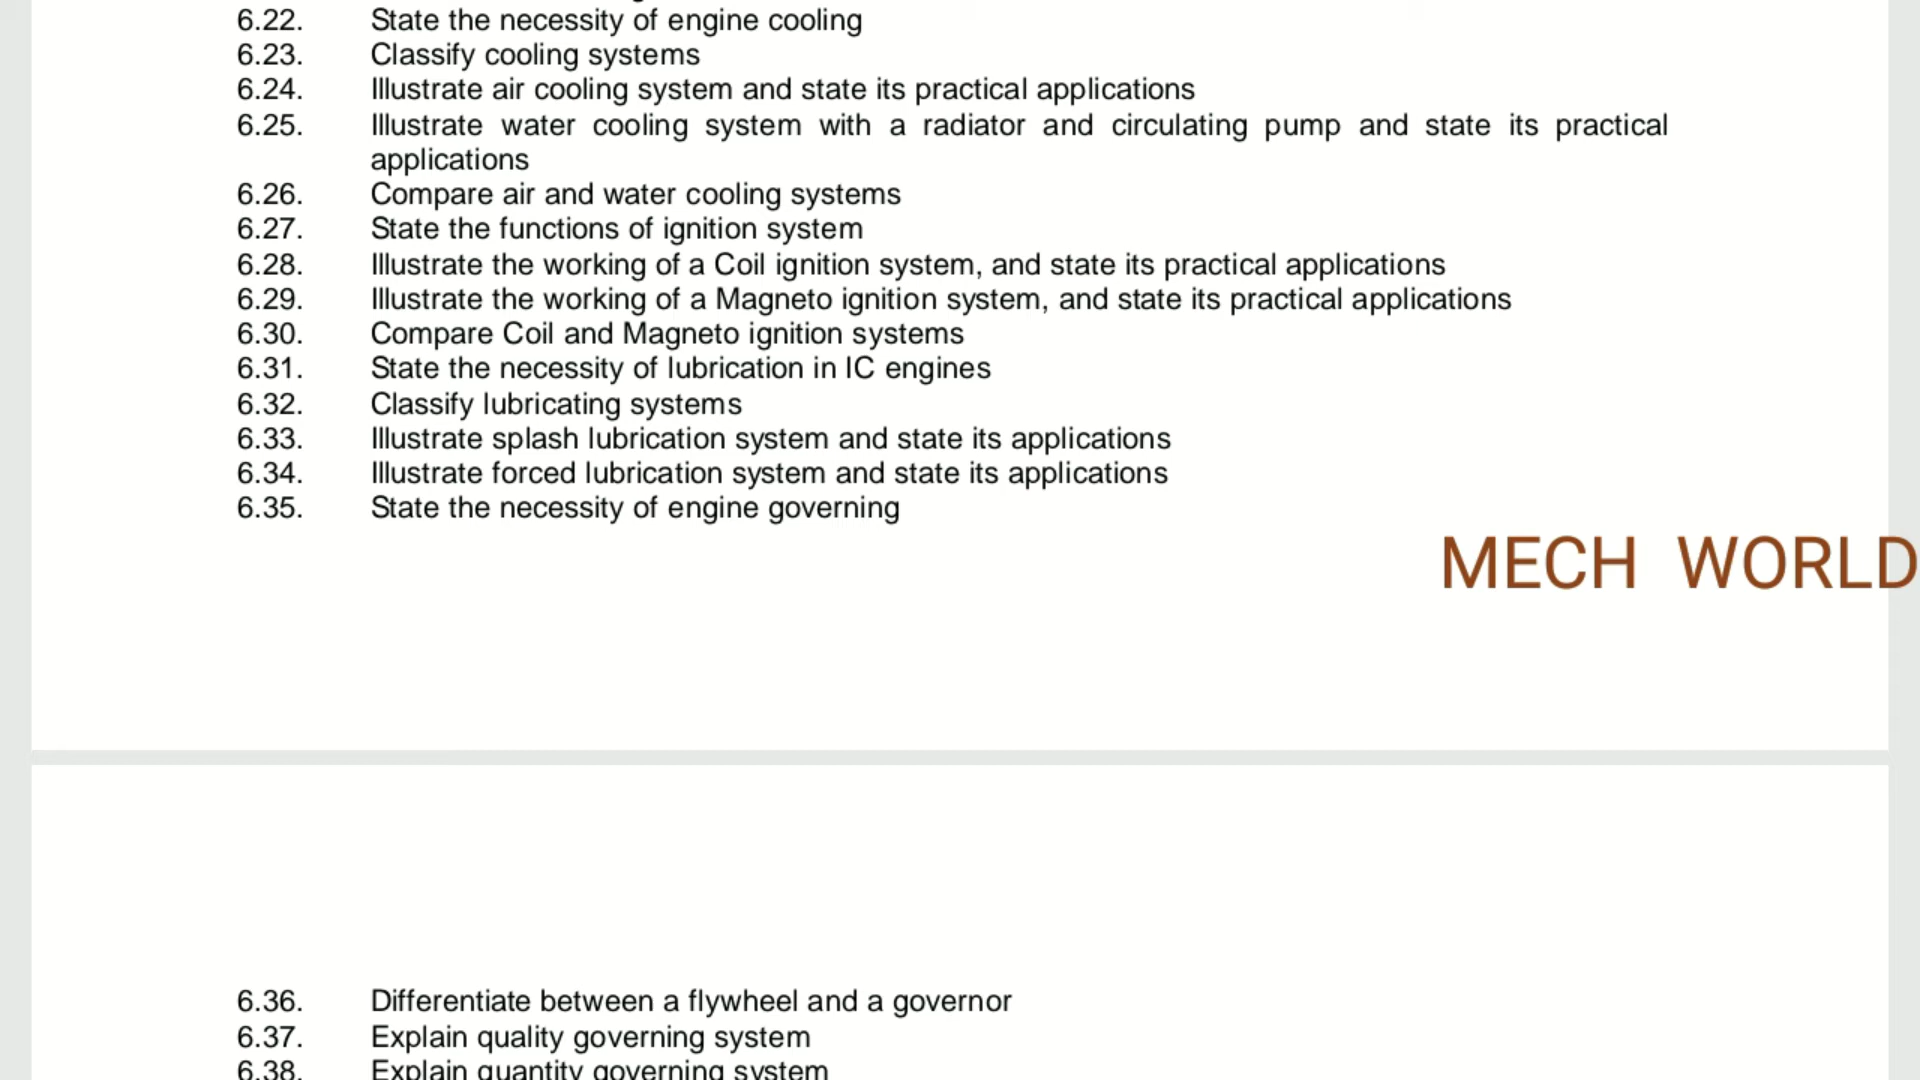 6.22. State the necessity of engine cooling
6.23. Classify cooling systems
6.24. Illustrate air cooling system and state its practical applications
6.25. Illustrate water cooling system with a radiator and circulating pump and state its practical
applications
6.26. Compare air and water cooling systems
6.27. State the functions of ignition system
6.28. Illustrate the working of a Coil ignition system, and state its practical applications
6.29. Illustrate the working of a Magneto ignition system, and state its practical applications
6.30. Compare Coil and Magneto ignition systems
6.31. State the necessity of lubrication in IC engines
6.32. Classify lubricating systems
6.33. Illustrate splash lubrication system and state its applications
6.34. Illustrate forced lubrication system and state its applications
6.35. State the necessity of engine governing
MECH WORLD
6.36. Differentiate between a flywheel and a governor
6.37. Explain quality governing system
6.38. Explain quantity governing system